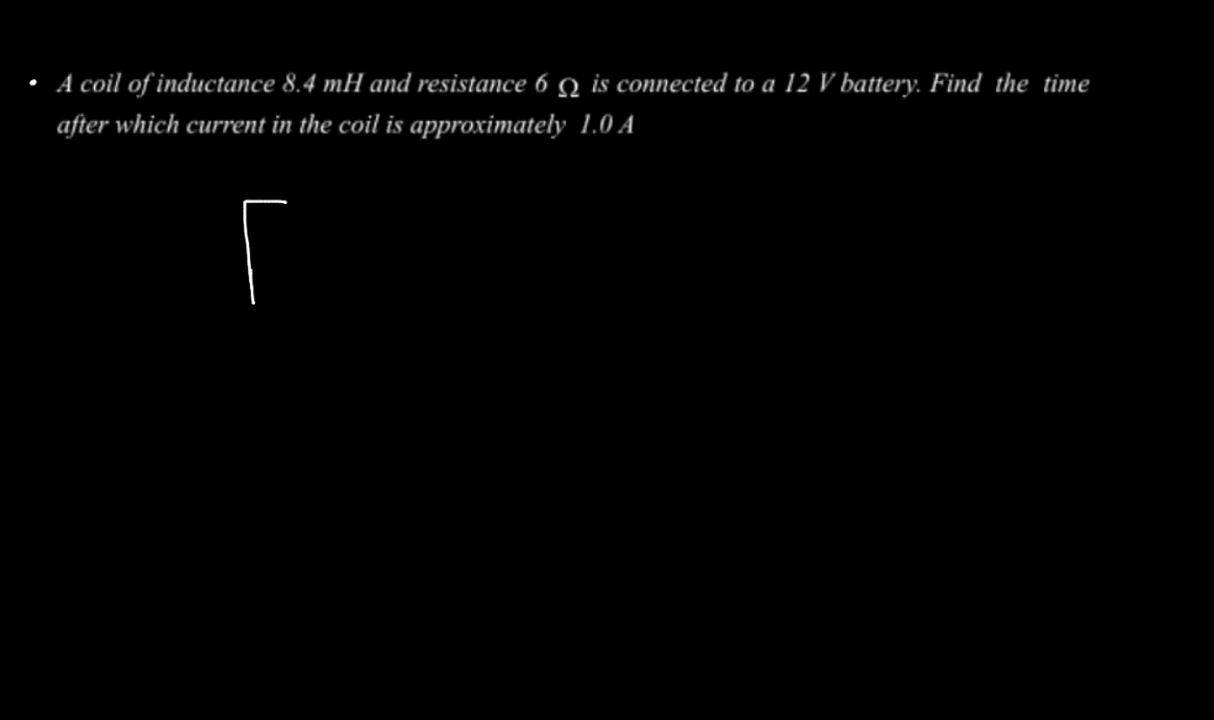 • A coil of inductance 8.4 mH and resistance 6 Ω is connected to a 12 V battery. Find the time
after which current in the coil is approximately 1.0 A